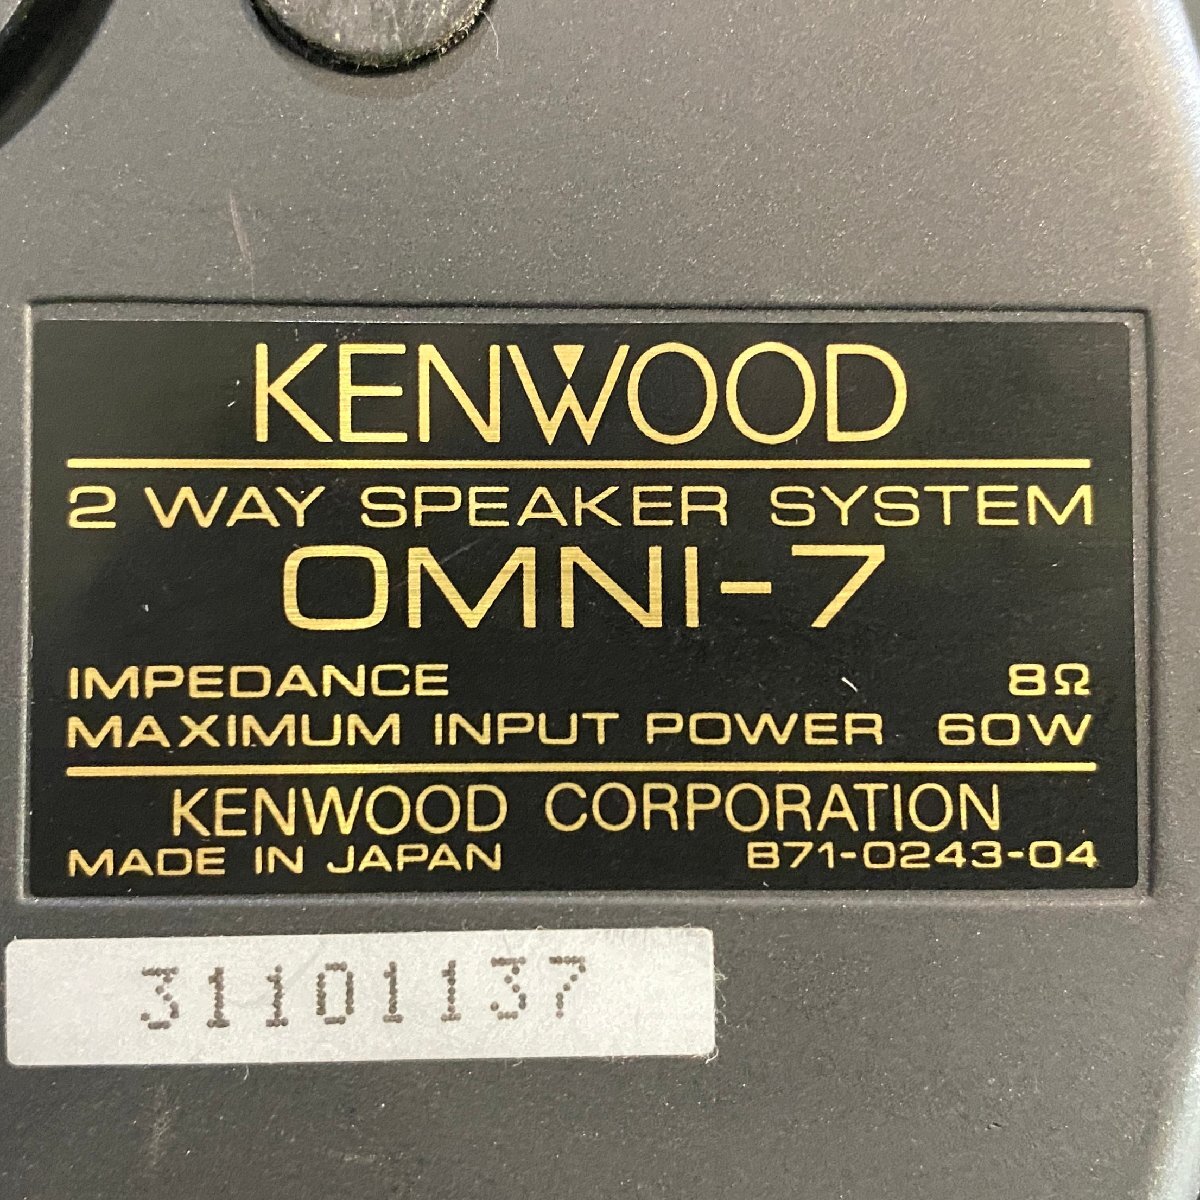 KENWOOD
2 WAY SPEAKER SYSTEM
OMNI-7
IMPEDANCE 8Ω
MAXIMUM INPUT POWER 60W
KENWOOD CORPORATION
MADE IN JAPAN B71-0243-04
31101137